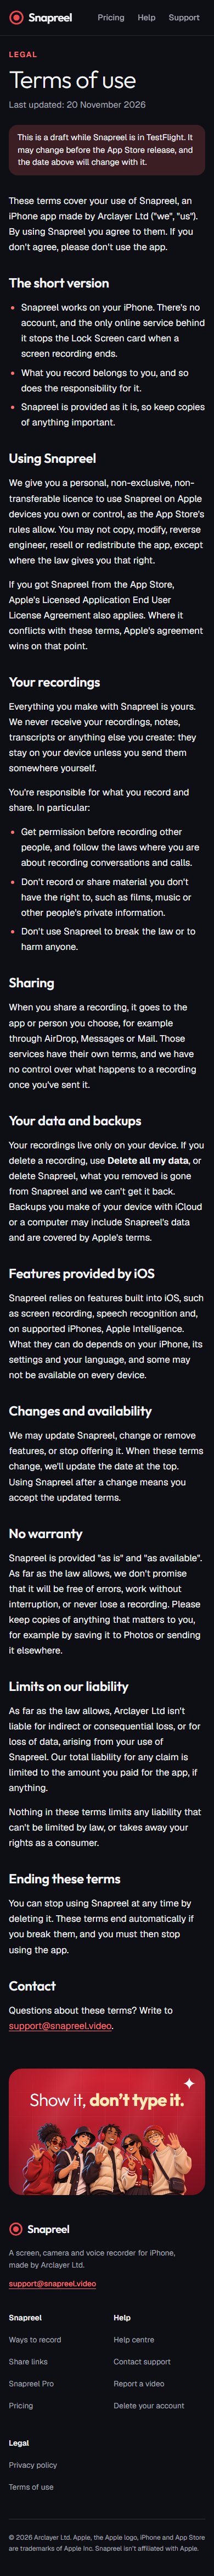 Snapreel Pricing Help Support
LEGAL
Terms of use
Last updated: 20 November 2026
This is a draft while Snapreel is in TestFlight. It
may change before the App Store release, and
the date above will change with it.
These terms cover your use of Snapreel, an
iPhone app made by Arclayer Ltd ("we", "us").
By using Snapreel you agree to them. If you
don't agree, please don't use the app.
The short version
• Snapreel works on your iPhone. There's no
account, and the only online service behind
it stops the Lock Screen card when a
screen recording ends.
• What you record belongs to you, and so
does the responsibility for it.
• Snapreel is provided as it is, so keep copies
of anything important.
Using Snapreel
We give you a personal, non-exclusive, non-
transferable licence to use Snapreel on Apple
devices you own or control, as the App Store's
rules allow. You may not copy, modify, reverse
engineer, resell or redistribute the app, except
where the law gives you that right.
If you got Snapreel from the App Store,
Apple's Licensed Application End User
License Agreement also applies. Where it
conflicts with these terms, Apple's agreement
wins on that point.
Your recordings
Everything you make with Snapreel is yours.
We never receive your recordings, notes,
transcripts or anything else you create: they
stay on your device unless you send them
somewhere yourself.
You're responsible for what you record and
share. In particular:
• Get permission before recording other
people, and follow the laws where you are
about recording conversations and calls.
• Don't record or share material you don't
have the right to, such as films, music or
other people's private information.
• Don't use Snapreel to break the law or to
harm anyone.
Sharing
When you share a recording, it goes to the
app or person you choose, for example
through AirDrop, Messages or Mail. Those
services have their own terms, and we have
no control over what happens to a recording
once you've sent it.
Your data and backups
Your recordings live only on your device. If you
delete a recording, use Delete all my data, or
delete Snapreel, what you removed is gone
from Snapreel and we can't get it back.
Backups you make of your device with iCloud
or a computer may include Snapreel's data
and are covered by Apple's terms.
Features provided by iOS
Snapreel relies on features built into iOS, such
as screen recording, speech recognition and,
on supported iPhones, Apple Intelligence.
What they can do depends on your iPhone, its
settings and your language, and some may
not be available on every device.
Changes and availability
We may update Snapreel, change or remove
features, or stop offering it. When these terms
change, we'll update the date at the top.
Using Snapreel after a change means you
accept the updated terms.
No warranty
Snapreel is provided "as is" and "as available".
As far as the law allows, we don't promise
that it will be free of errors, work without
interruption, or never lose a recording. Please
keep copies of anything that matters to you,
for example by saving it to Photos or sending
it elsewhere.
Limits on our liability
As far as the law allows, Arclayer Ltd isn't
liable for indirect or consequential loss, or for
loss of data, arising from your use of
Snapreel. Our total liability for any claim is
limited to the amount you paid for the app, if
anything.
Nothing in these terms limits any liability that
can't be limited by law, or takes away your
rights as a consumer.
Ending these terms
You can stop using Snapreel at any time by
deleting it. These terms end automatically if
you break them, and you must then stop
using the app.
Contact
Questions about these terms? Write to
support@snapreel.video.
Show it, don't type it.
Snapreel
A screen, camera and voice recorder for iPhone,
made by Arclayer Ltd.
support@snapreel.video
Snapreel
Ways to record
Share links
Snapreel Pro
Pricing
Help
Help centre
Contact support
Report a video
Delete your account
Legal
Privacy policy
Terms of use
© 2026 Arclayer Ltd. Apple, the Apple logo, iPhone and App Store
are trademarks of Apple Inc. Snapreel isn't affiliated with Apple.